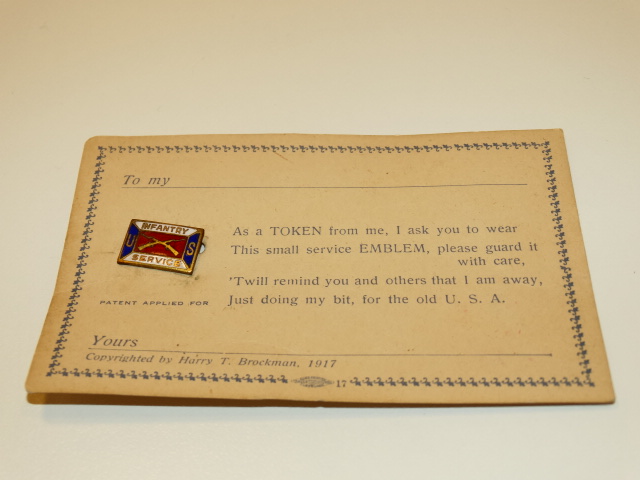 To my
INFANTRY
U S
SERVICE
As a TOKEN from me, I ask you to wear
This small service EMBLEM, please guard it
with care,
'Twill remind you and others that I am away,
Just doing my bit, for the old U. S. A.
PATENT APPLIED FOR
Yours
Copyrighted by Harry T. Brockman, 1917
17